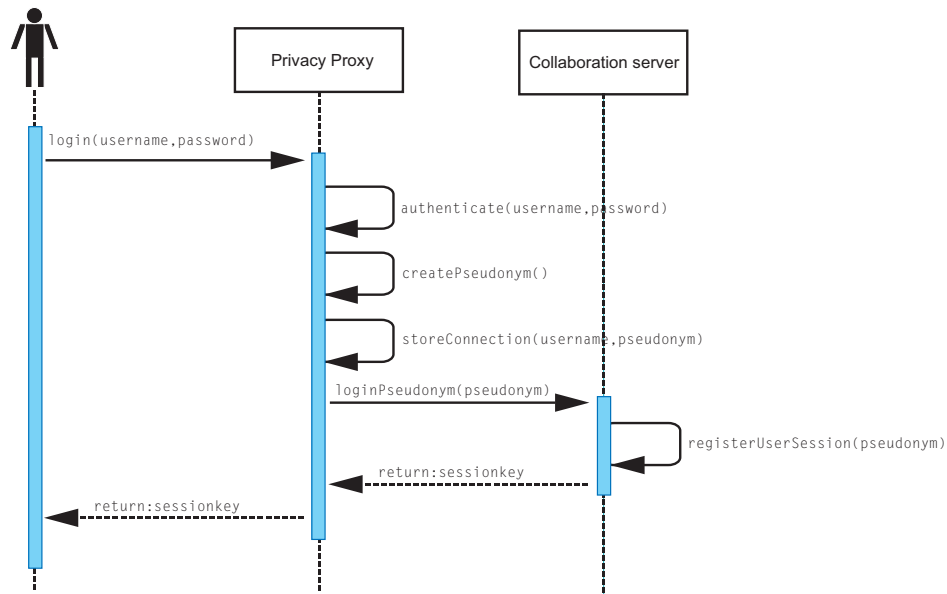 Privacy Proxy
Collaboration server
login(username,password)
authenticate(username,password)
createPseudonym()
storeConnection(username,pseudonym)
loginPseudonym(pseudonym)
registerUserSession(pseudonym)
return:sessionkey
return:sessionkey